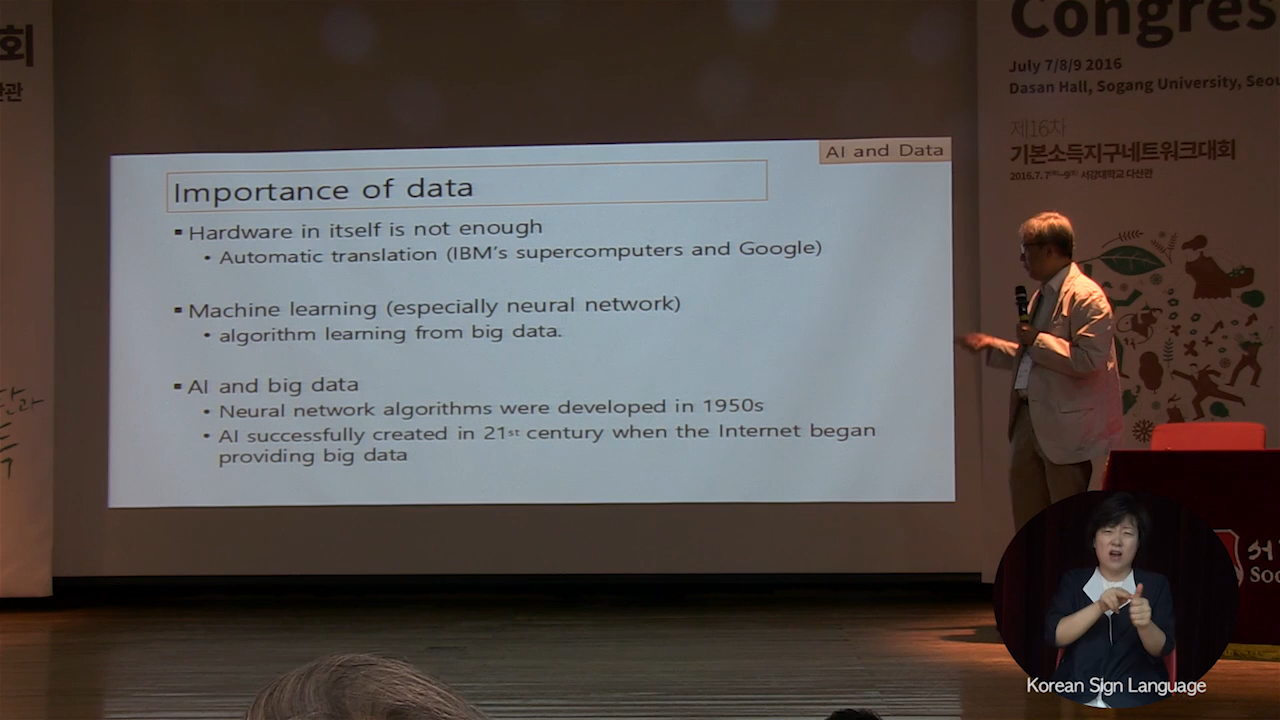 회
Congres
July 7/8/9 2016
Dasan Hall, Sogang University, Seou
제16차
기본소득지구네트워크대회
2016.7.7(목)-9(토) 서강대학교 다산관
AI and Data
Importance of data
▪ Hardware in itself is not enough
• Automatic translation (IBM's supercomputers and Google)
▪ Machine learning (especially neural network)
• algorithm learning from big data.
▪ AI and big data
• Neural network algorithms were developed in 1950s
• AI successfully created in 21st century when the Internet began
providing big data
서
Soc
Korean Sign Language